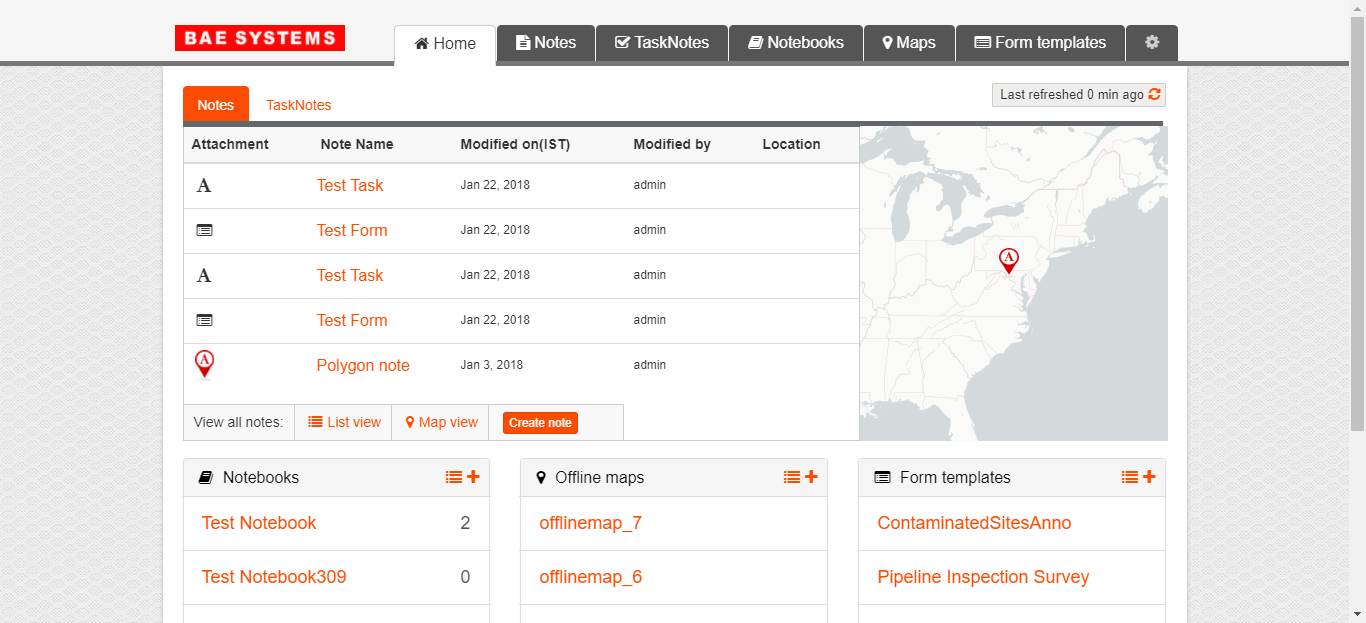 BAE SYSTEMS
Home Notes TaskNotes Notebooks Maps Form templates
Notes TaskNotes Last refreshed 0 min ago
Attachment Note Name Modified on(IST) Modified by Location
A Test Task Jan 22, 2018 admin
Test Form Jan 22, 2018 admin
A Test Task Jan 22, 2018 admin
Test Form Jan 22, 2018 admin
A Polygon note Jan 3, 2018 admin
A
View all notes: List view Map view Create note
Notebooks Offline maps Form templates
Test Notebook 2 offlinemap_7 ContaminatedSitesAnno
Test Notebook309 0 offlinemap_6 Pipeline Inspection Survey